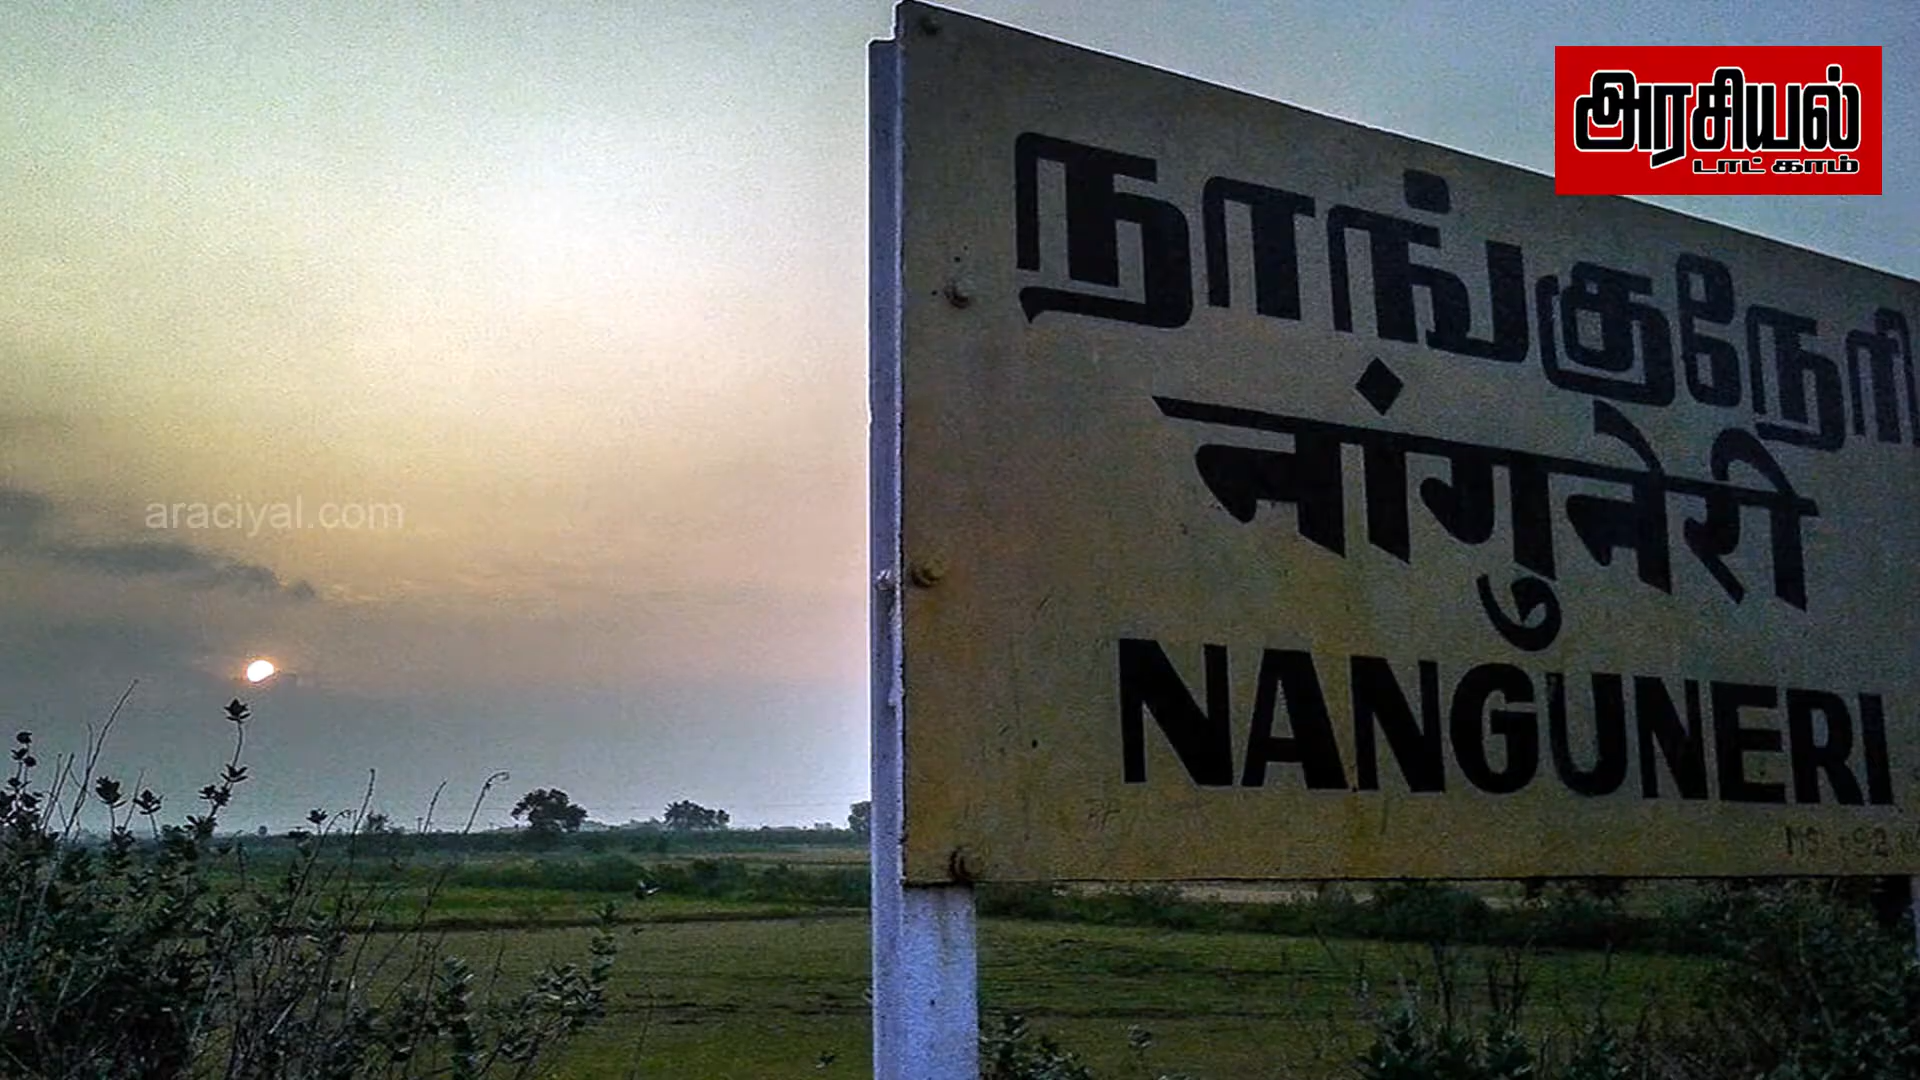 அரசியல்
டாட் காம்
நாங்குநேரி
नांगुनेरी
NANGUNERI
araciyal.com